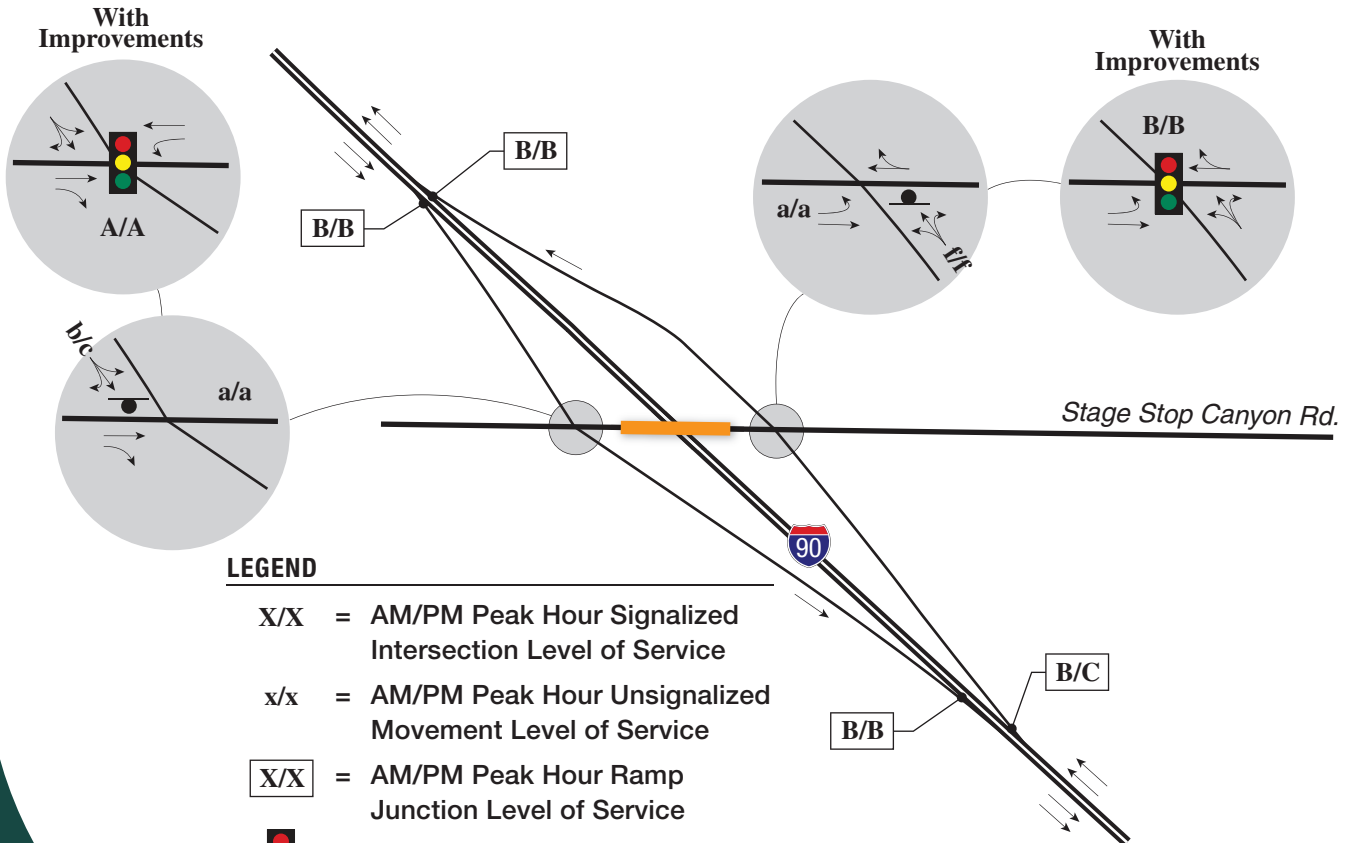 With
Improvements
With
Improvements
B/B
B/B
B/B
A/A
a/a
f/f
b/c
a/a
Stage Stop Canyon Rd.
90
LEGEND
X/X = AM/PM Peak Hour Signalized
Intersection Level of Service
x/x = AM/PM Peak Hour Unsignalized
Movement Level of Service
X/X = AM/PM Peak Hour Ramp
Junction Level of Service
B/C
B/B